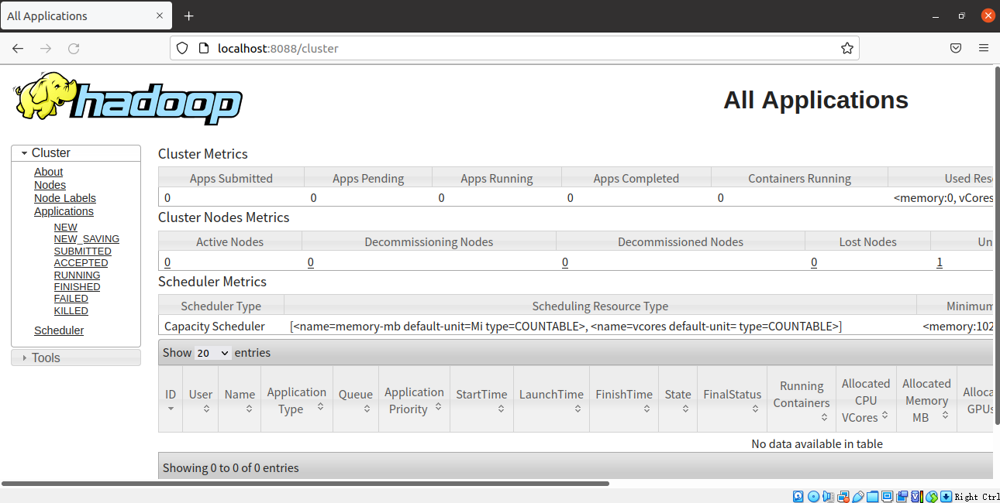 All Applications
localhost:8088/cluster
hadoop
All Applications
Cluster
About
Nodes
Node Labels
Applications
NEW
NEW_SAVING
SUBMITTED
ACCEPTED
RUNNING
FINISHED
FAILED
KILLED
Scheduler
Tools
Cluster Metrics
Apps Submitted Apps Pending Apps Running Apps Completed Containers Running Used Res
0 0 0 0 0 <memory:0, vCores
Cluster Nodes Metrics
Active Nodes Decommissioning Nodes Decommissioned Nodes Lost Nodes Un
0 0 0 0 1
Scheduler Metrics
Scheduler Type Scheduling Resource Type Minimum
Capacity Scheduler [<name=memory-mb default-unit=Mi type=COUNTABLE>, <name=vcores default-unit= type=COUNTABLE>] <memory:102
Show 20 entries
ID User Name Application Type Queue Application Priority StartTime LaunchTime FinishTime State FinalStatus Running Containers Allocated CPU VCores Allocated Memory MB Alloca GPUs
No data available in table
Showing 0 to 0 of 0 entries
Right Ctrl